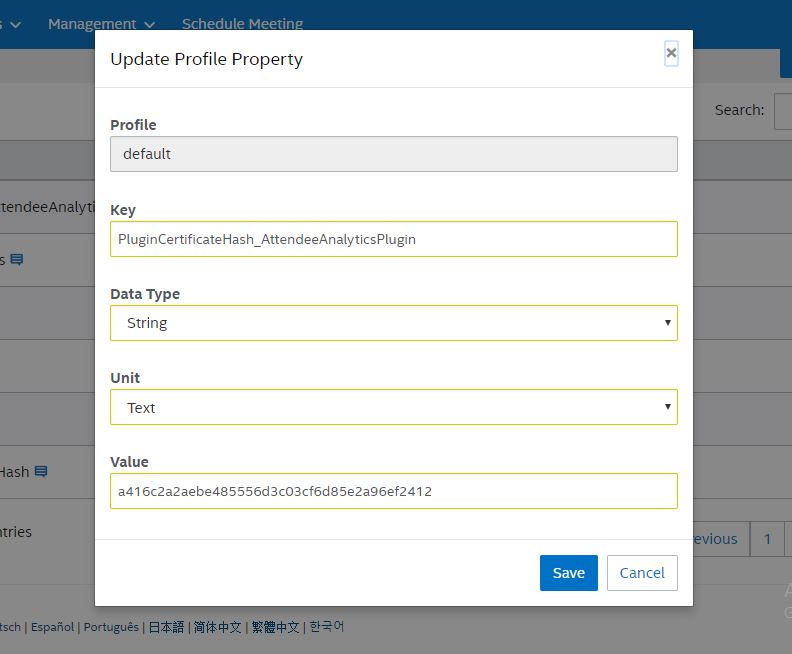 Management
Schedule Meeting
Update Profile Property
×
Search:
Profile
default
ttendeeAnalyti
Key
PluginCertificateHash_AttendeeAnalyticsPlugin
s
Data Type
String
Unit
Text
Value
Hash
a416c2a2aebe485556d3c03cf6d85e2a96ef2412
ntries
evious
1
Save
Cancel
tsch | Español | Português | 日本語 | 简体中文 | 繁體中文 | 한국어